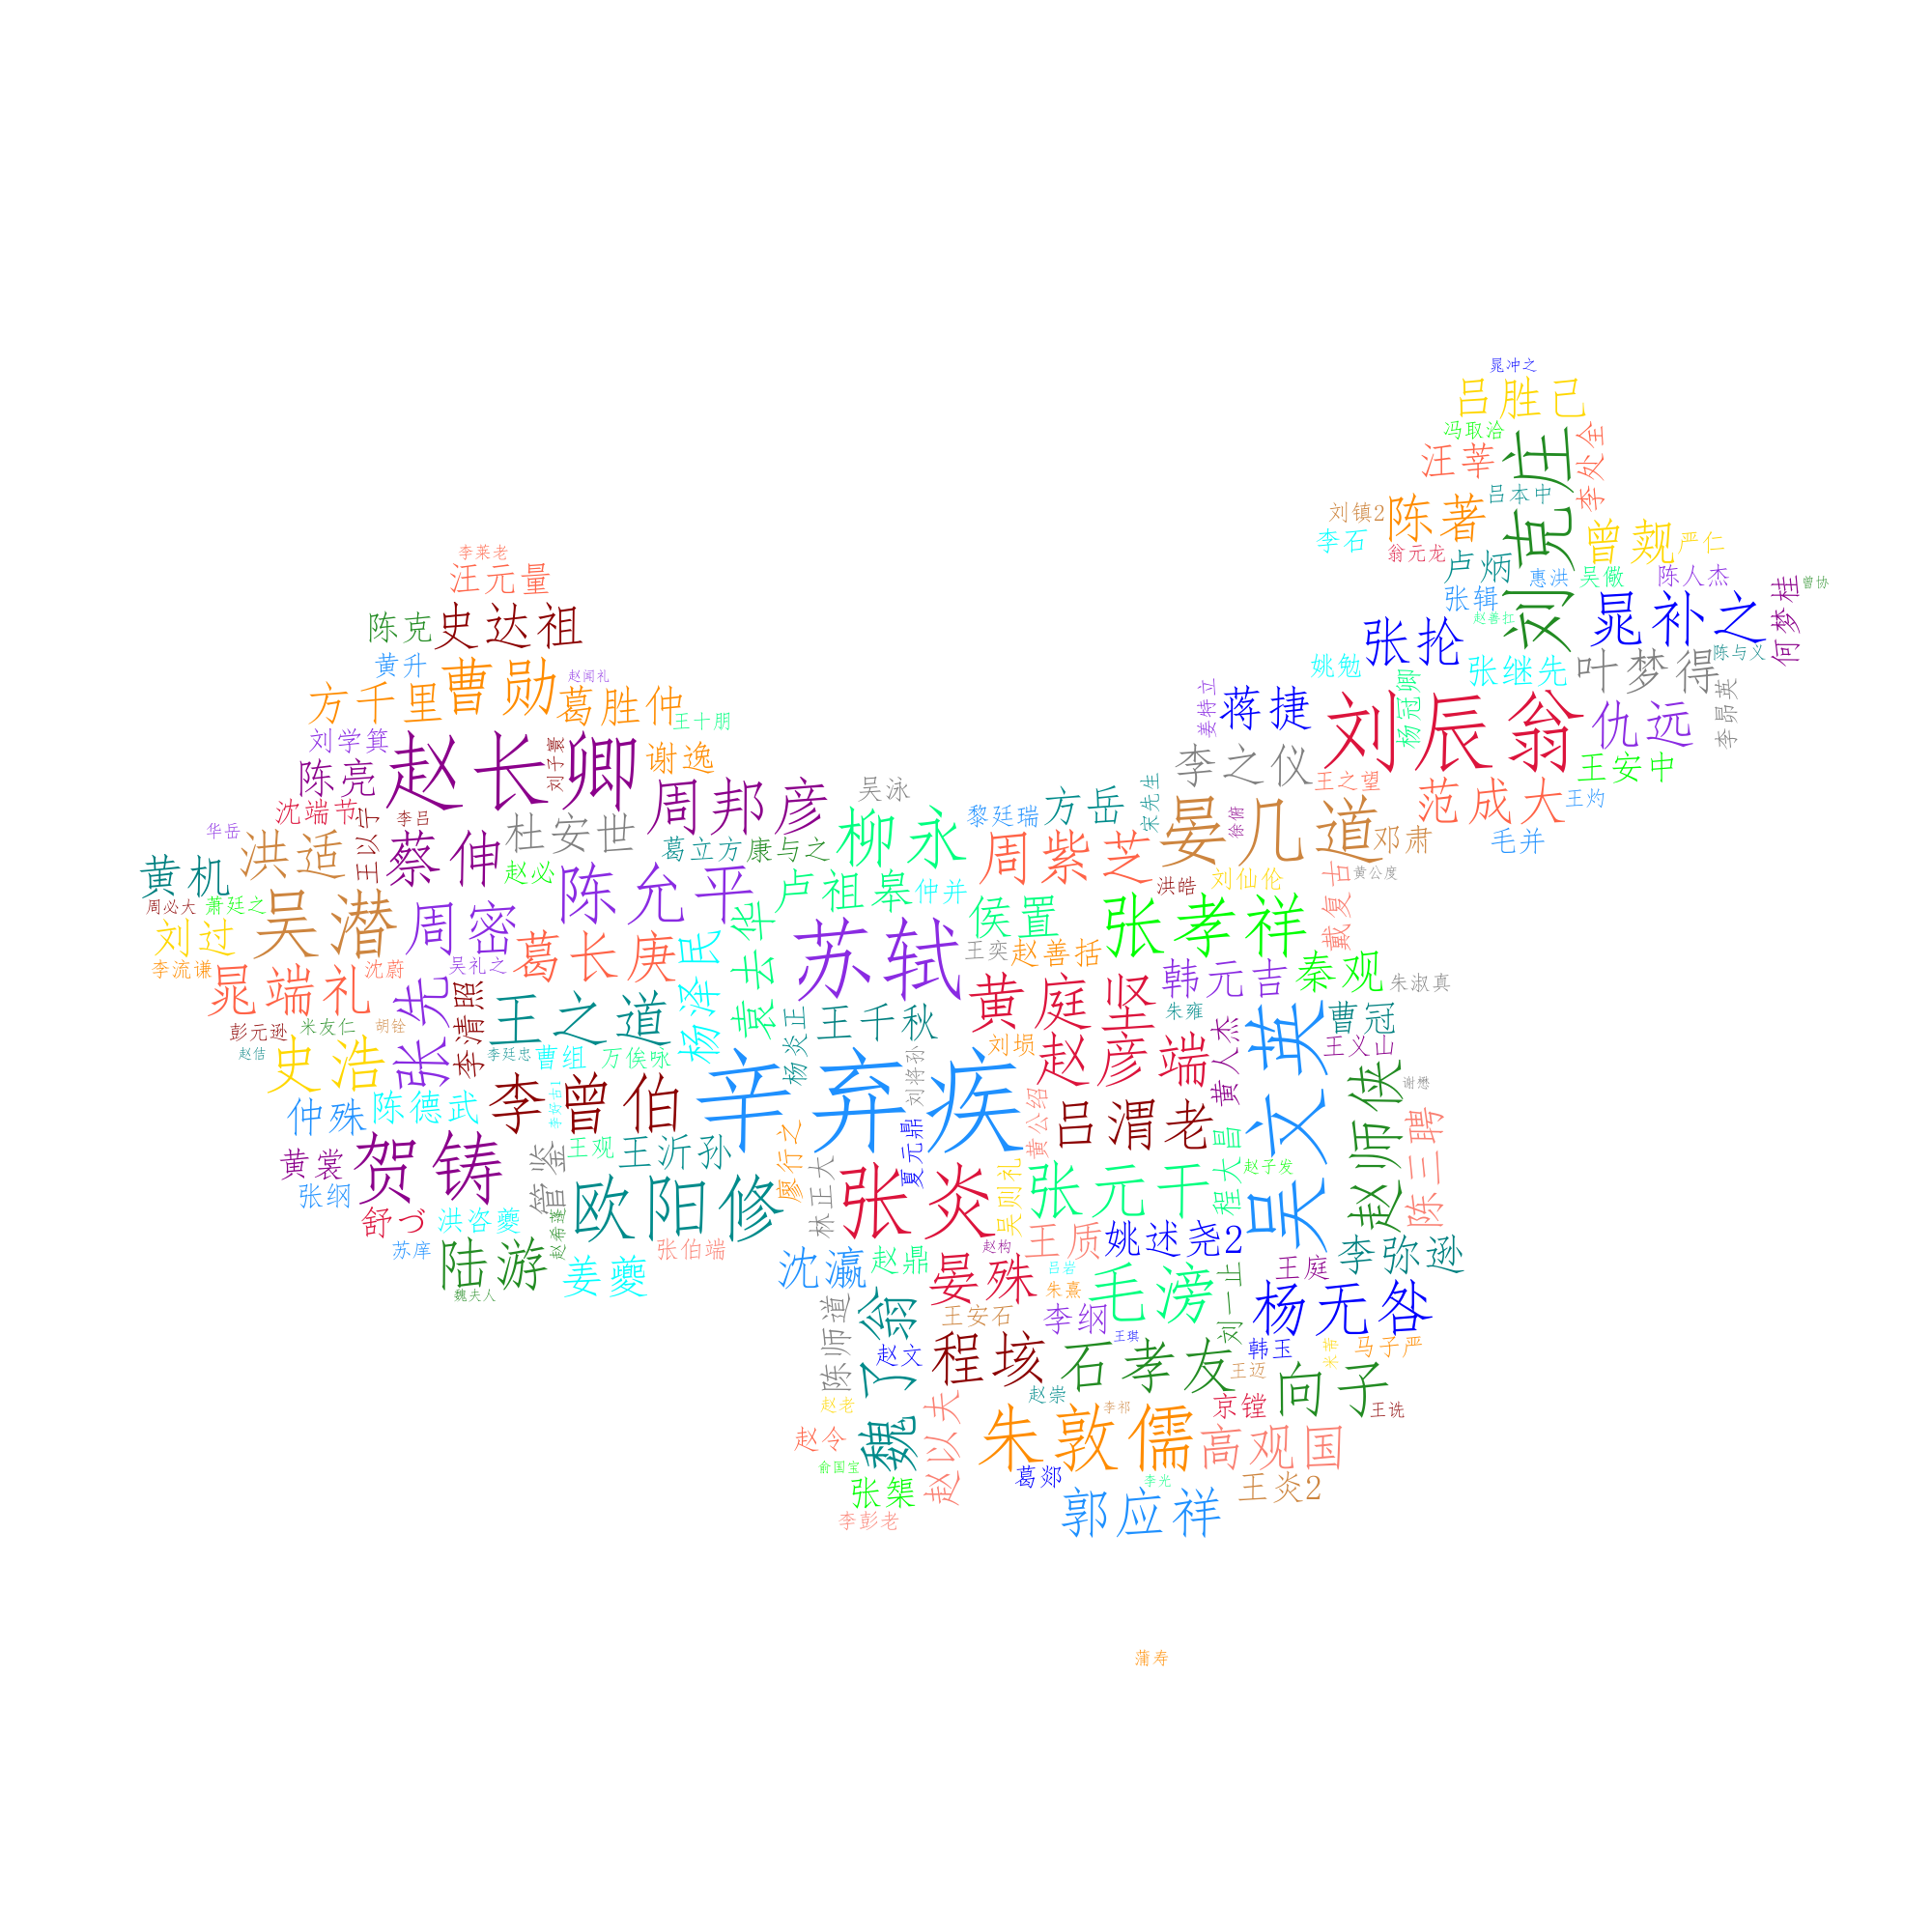 晁冲之
吕胜己
冯取洽
刘克庄
李处全
汪莘
吕本中
陈著
刘镇2
李石
翁元龙
曾觌
严仁
卢炳
惠洪
吴儆
陈人杰
何梦桂
曾协
张辑
赵善扛
晁补之
张抡
陈与义
叶梦得
姚勉
张继先
杨冠卿
李昴英
姜特立
蒋捷
刘辰翁
仇远
李之仪
王之望
王安中
范成大
王灼
毛并
李莱老
汪元量
陈克
史达祖
黄升
曹勋
赵闻礼
方千里
葛胜仲
王十朋
刘学箕
赵长卿
刘子寰
谢逸
陈亮
周邦彦
吴泳
沈端节
李吕
杜安世
柳永
黎廷瑞
方岳
宋先生
徐俯
晏几道
邓肃
华岳
洪适
王以宁
蔡伸
葛立方
康与之
周紫芝
黄公度
黄机
赵必
陈允平
卢祖皋
仲并
洪皓
刘仙伦
戴复古
周必大
萧廷之
吴潜
周密
袁去华
苏轼
侯置
张孝祥
刘过
葛长庚
杨泽民
王奕
赵善括
李流谦
沈蔚
吴礼之
晁端礼
张先
李清照
王之道
黄庭坚
韩元吉
秦观
朱淑真
彭元逊
米友仁
胡铨
杨炎正
王千秋
朱雍
曹冠
赵佶
史浩
李廷忠
曹组
万俟咏
刘将孙
刘埙
赵彦端
黄人杰
吴文英
王义山
谢懋
李曾伯
李好古1
辛弃疾
仲殊
陈德武
黄公绍
吕渭老
赵师侠
陈三聘
黄裳
贺铸
管鉴
王观
王沂孙
廖行之
夏元鼎
程大昌
赵子发
张纲
欧阳修
林正大
张炎
吴则礼
张元干
舒づ
洪咨夔
赵希蓬
苏庠
陆游
姜夔
张伯端
沈瀛
赵鼎
赵构
王质
姚述尧2
李弥逊
魏夫人
晏殊
吕岩
朱熹
毛滂
刘一止
王庭
杨无咎
陈师道
魏了翁
王安石
李纲
王琪
赵文
程垓
石孝友
韩玉
米芾
马子严
王迈
向子
王诜
赵老
赵崇
赵以夫
李祁
京镗
朱敦儒
高观国
赵令
俞国宝
张榘
葛郯
李光
王炎2
李彭老
郭应祥
蒲寿